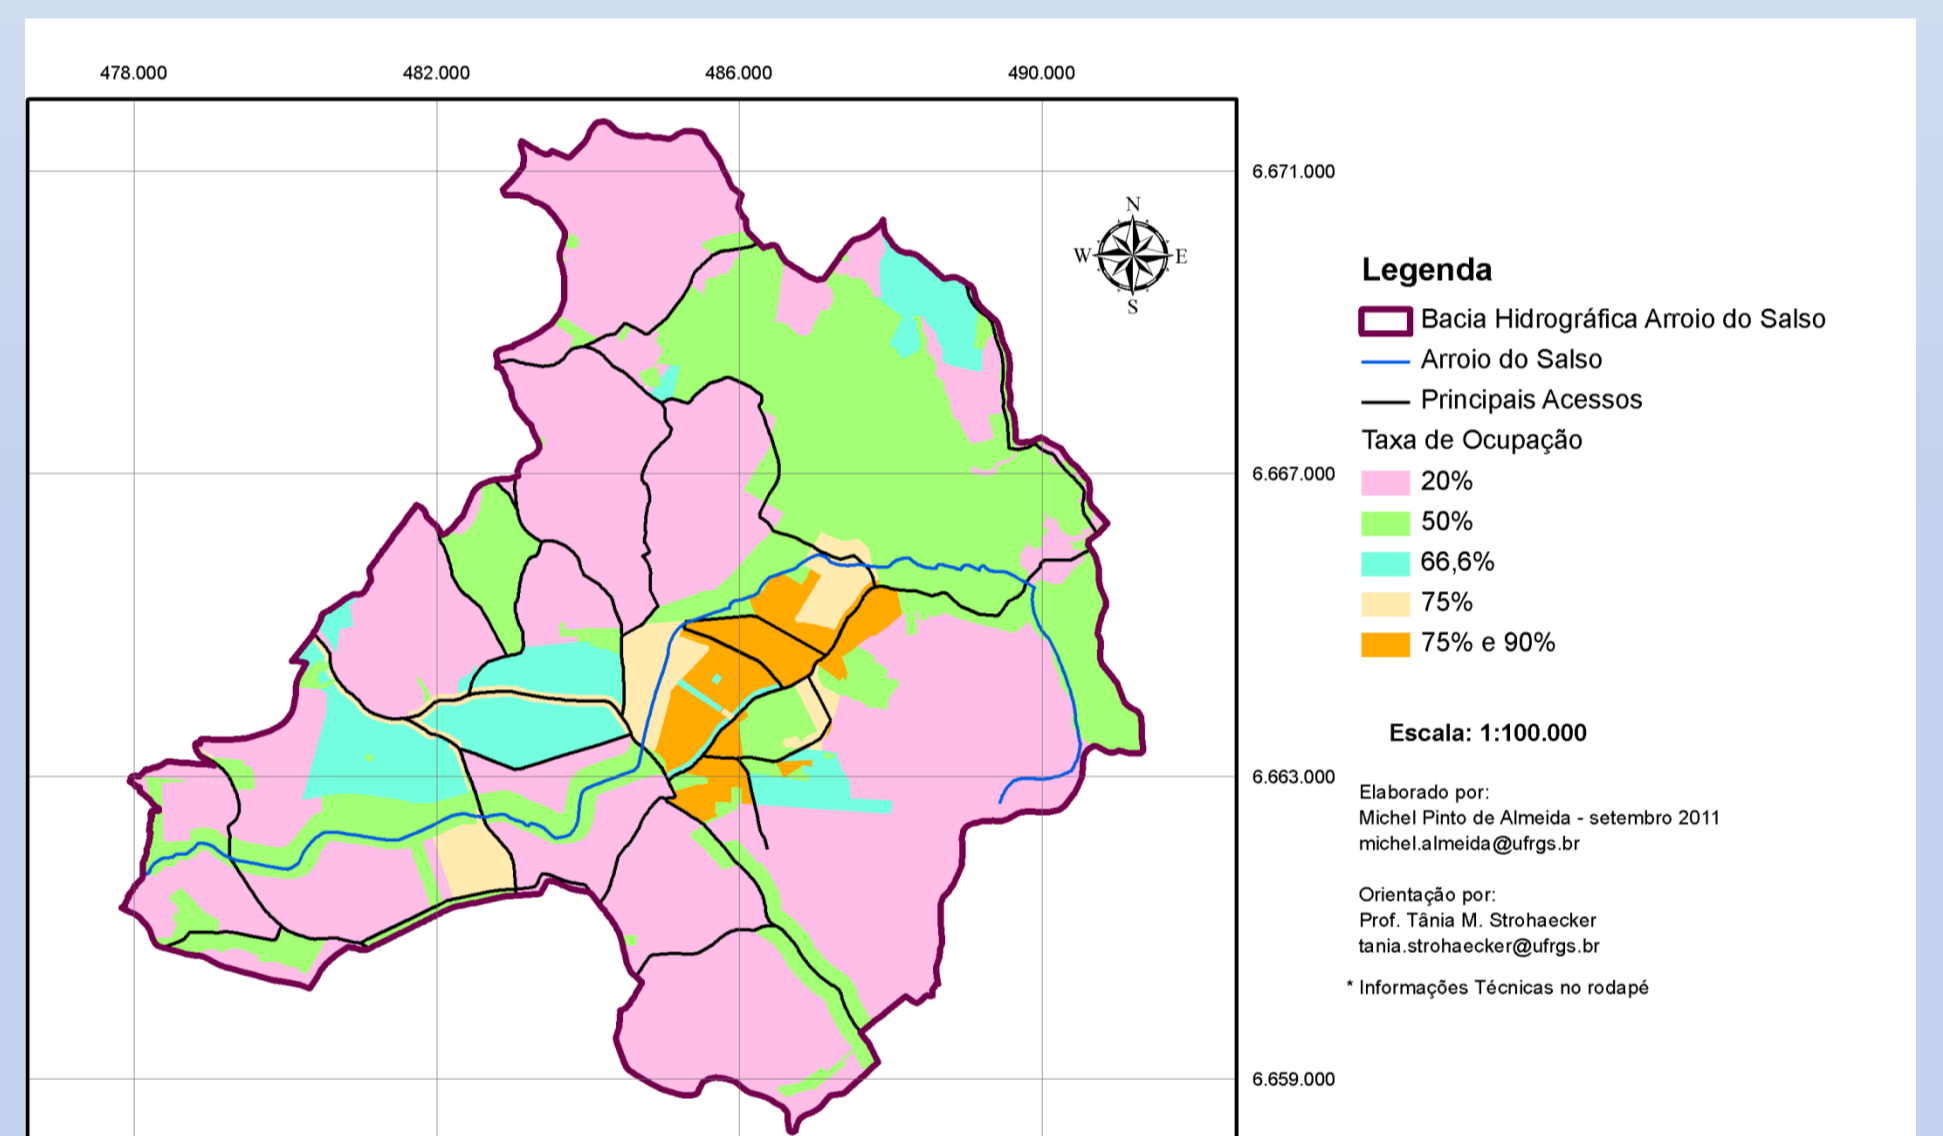 478.000
482.000
486.000
490.000
6.671.000
6.667.000
6.663.000
6.659.000
N
W
E
S
Legenda
Bacia Hidrográfica Arroio do Salso
Arroio do Salso
Principais Acessos
Taxa de Ocupação
20%
50%
66,6%
75%
75% e 90%
Escala: 1:100.000
Elaborado por:
Michel Pinto de Almeida - setembro 2011
michel.almeida@ufrgs.br
Orientação por:
Prof. Tânia M. Strohaecker
tania.strohaecker@ufrgs.br
* Informações Técnicas no rodapé